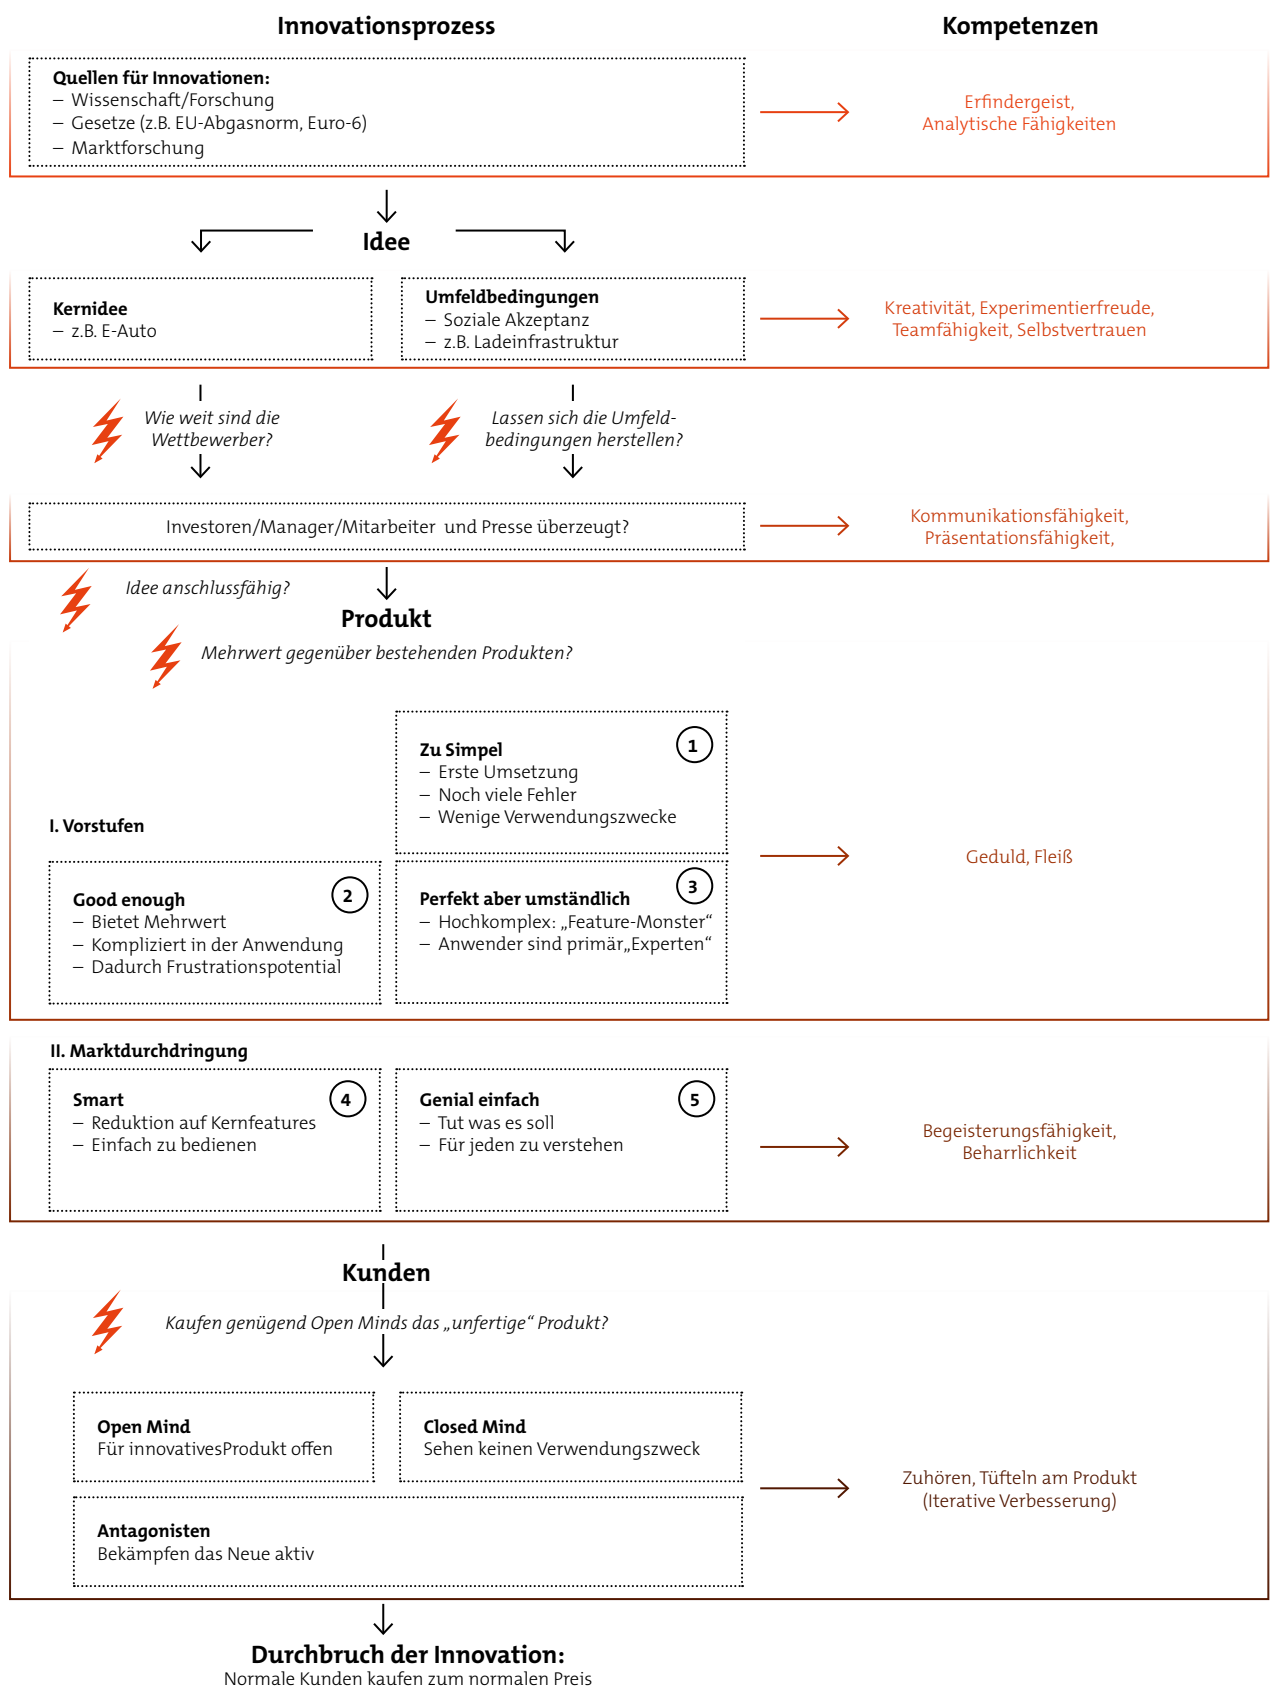 Innovationsprozess
Kompetenzen
Quellen für Innovationen:
– Wissenschaft/Forschung
– Gesetze (z.B. EU-Abgasnorm, Euro-6)
– Marktforschung
Erfindergeist,
Analytische Fähigkeiten
Idee
Kernidee
– z.B. E-Auto
Umfeldbedingungen
– Soziale Akzeptanz
– z.B. Ladeinfrastruktur
Kreativität, Experimentierfreude,
Teamfähigkeit, Selbstvertrauen
Wie weit sind die
Wettbewerber?
Lassen sich die Umfeld-
bedingungen herstellen?
Investoren/Manager/Mitarbeiter und Presse überzeugt?
Kommunikationsfähigkeit,
Präsentationsfähigkeit,
Idee anschlussfähig?
Produkt
Mehrwert gegenüber bestehenden Produkten?
1
Zu Simpel
– Erste Umsetzung
– Noch viele Fehler
– Wenige Verwendungszwecke
I. Vorstufen
Geduld, Fleiß
2
Good enough
– Bietet Mehrwert
– Kompliziert in der Anwendung
– Dadurch Frustrationspotential
3
Perfekt aber umständlich
– Hochkomplex: „Feature-Monster“
– Anwender sind primär„Experten“
II. Marktdurchdringung
Smart
4
– Reduktion auf Kernfeatures
– Einfach zu bedienen
Genial einfach
5
– Tut was es soll
– Für jeden zu verstehen
Begeisterungsfähigkeit,
Beharrlichkeit
Kunden
Kaufen genügend Open Minds das „unfertige“ Produkt?
Open Mind
Für innovativesProdukt offen
Closed Mind
Sehen keinen Verwendungszweck
Zuhören, Tüfteln am Produkt
(Iterative Verbesserung)
Antagonisten
Bekämpfen das Neue aktiv
Durchbruch der Innovation:
Normale Kunden kaufen zum normalen Preis